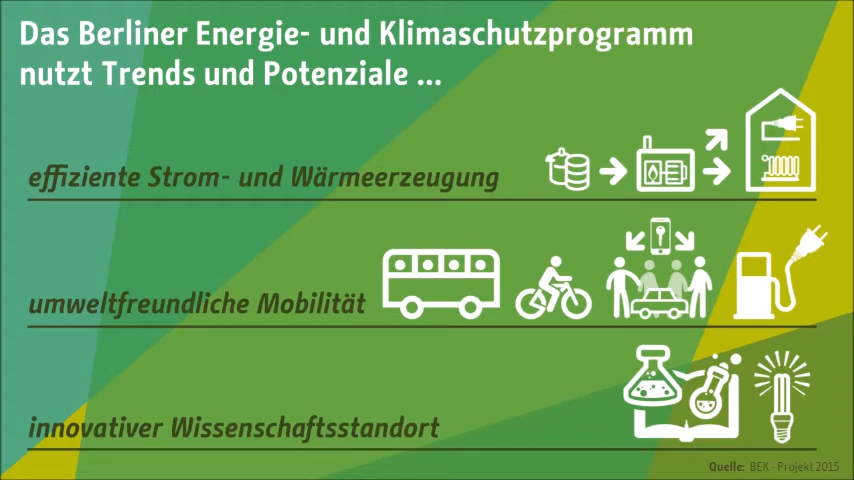 Das Berliner Energie- und Klimaschutzprogramm
nutzt Trends und Potenziale ...
effiziente Strom- und Wärmeerzeugung
umweltfreundliche Mobilität
innovativer Wissenschaftsstandort
Quelle: BEK - Projekt 2015